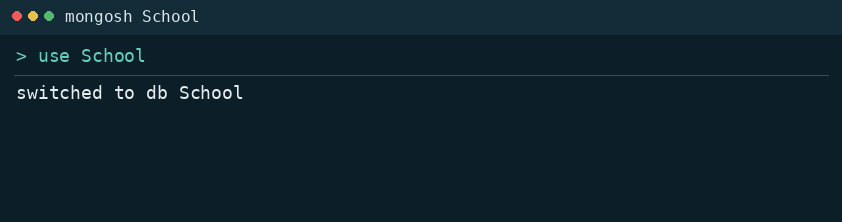 mongosh School
> use School
switched to db School